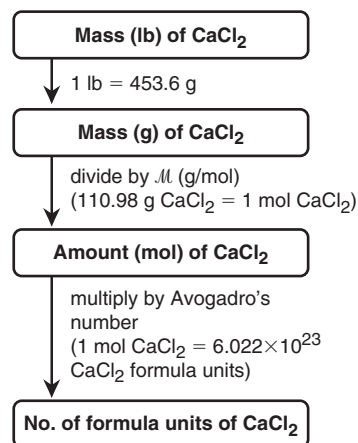 Mass (lb) of CaCl₂
1 lb = 453.6 g
Mass (g) of CaCl₂
divide by ℳ (g/mol)
(110.98 g CaCl₂ = 1 mol CaCl₂)
Amount (mol) of CaCl₂
multiply by Avogadro’s
number
(1 mol CaCl₂ = 6.022×10²³
CaCl₂ formula units)
No. of formula units of CaCl₂